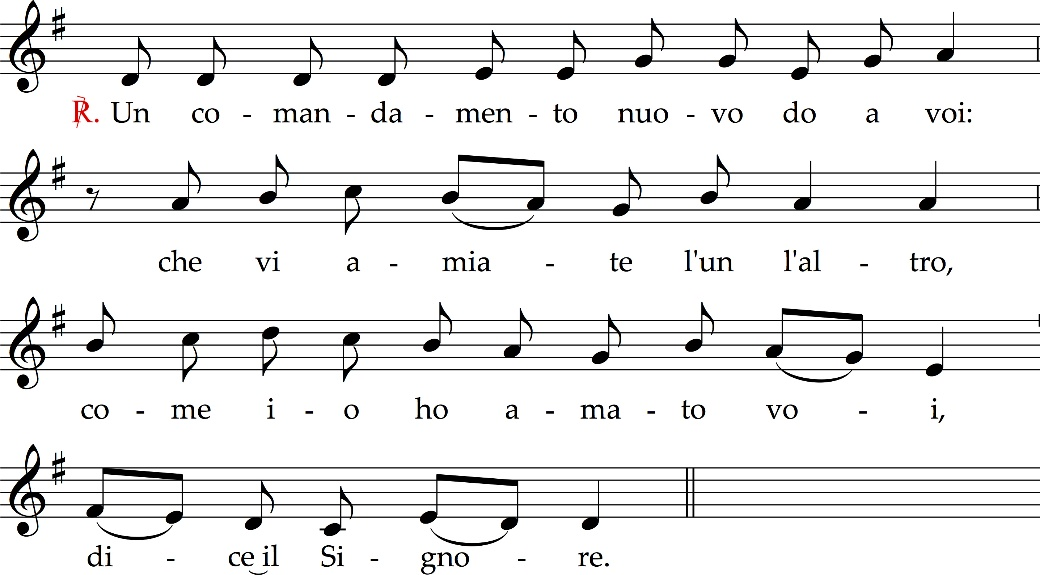 ℟. Un co - man - da - men - to nuo - vo do a voi:
che vi a - mia - te l'un l'al - tro,
co - me i - o ho a - ma - to vo - i,
di - ce‿il Si - gno - re.